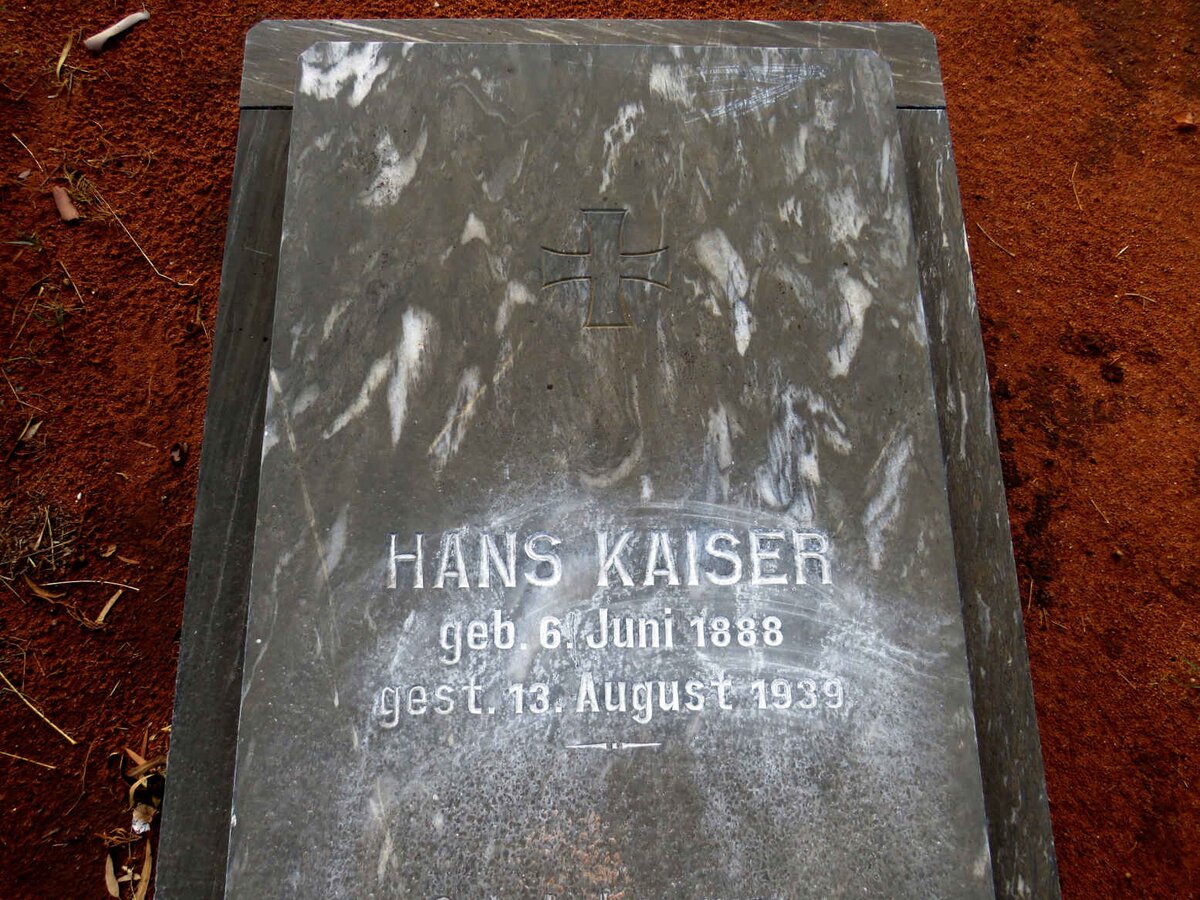 HANS KAISER
geb. 6. Juni 1888
gest. 13. August 1939